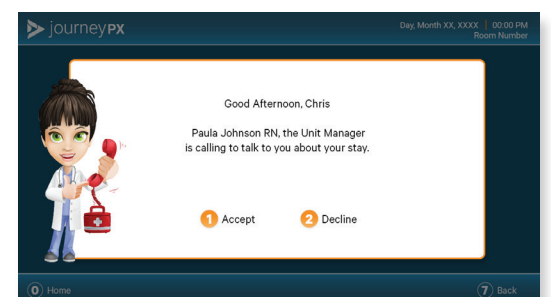 journeyPX
Day, Month XX, XXXX | 00:00 PM
Room Number
Good Afternoon, Chris
Paula Johnson RN, the Unit Manager
is calling to talk to you about your stay.
1 Accept 2 Decline
0 Home 7 Back